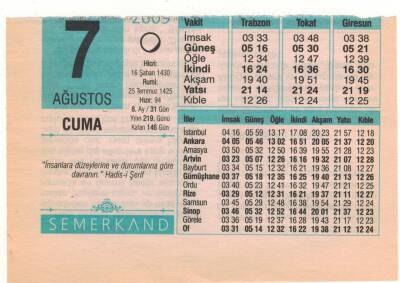 2009
7
AĞUSTOS
CUMA
Hicri:
16 Şaban 1430
Rumi:
25 Temmuz 1425
Hızır: 94
8. Ay / 31 Gün
Yılın 219. Günü
Kalan 146 Gün
"İnsanlara düzeylerine ve durumlarına göre
davranın." Hadis-i Şerif
SEMERKAND
Vakit Trabzon Tokat Giresun
İmsak 03 33 03 48 03 38
Güneş 05 16 05 30 05 21
Öğle 12 34 12 47 12 39
İkindi 16 24 16 36 16 30
Akşam 19 40 19 51 19 45
Yatsı 21 14 21 24 21 19
Kıble 12 26 12 24 12 25
İller İmsak Güneş Öğle İkindi Akşam Yatsı Kıble
İstanbul 04 16 05 59 13 17 17 08 20 23 21 57 12 18
Ankara 04 05 05 46 13 02 16 51 20 05 21 37 12 20
Amasya 03 50 05 32 12 50 16 39 19 55 21 28 12 23
Artvin 03 23 05 07 12 26 16 16 19 32 21 07 12 28
Bayburt 03 34 05 15 12 32 16 21 19 36 21 08 12 27
Gümüşhane 03 37 05 18 12 35 16 25 19 40 21 13 12 26
Ordu 03 40 05 23 12 41 16 32 19 48 21 22 12 25
Rize 03 29 05 12 12 31 16 21 19 37 21 11 12 27
Samsun 03 45 05 29 12 48 16 38 19 54 21 29 12 23
Sinop 03 46 05 32 12 52 16 44 20 01 21 37 12 23
Görele 03 36 05 19 12 37 16 27 19 43 21 16 12 26
Of 03 31 05 14 12 32 16 22 19 38 21 12 12 24